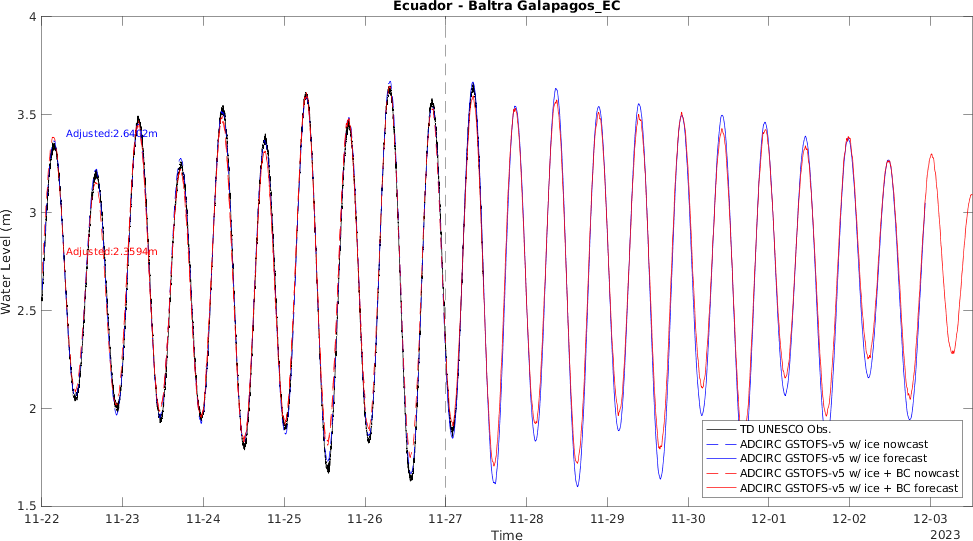 Ecuador - Baltra Galapagos_EC
4
3.5
3
2.5
2
1.5
Water Level (m)
Adjusted:2.6402m
Adjusted:2.3594m
TD UNESCO Obs.
ADCIRC GSTOFS-v5 w/ ice nowcast
ADCIRC GSTOFS-v5 w/ ice forecast
ADCIRC GSTOFS-v5 w/ ice + BC nowcast
ADCIRC GSTOFS-v5 w/ ice + BC forecast
11-22 11-23 11-24 11-25 11-26 11-27 11-28 11-29 11-30 12-01 12-02 12-03
Time
2023